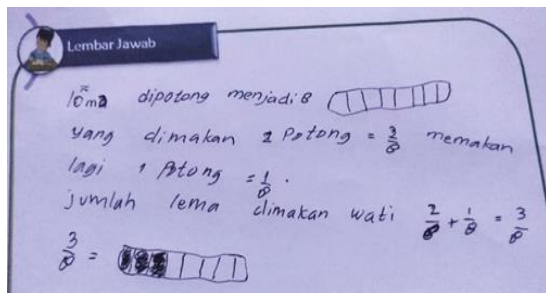 Lembar Jawab
lema dipotong menjadi 8
yang dimakan 2 Potong = 2/8 memakan
lagi 1 Potong = 1/8.
jumlah lema dimakan wati 2/8 + 1/8 = 3/8
3/8 =